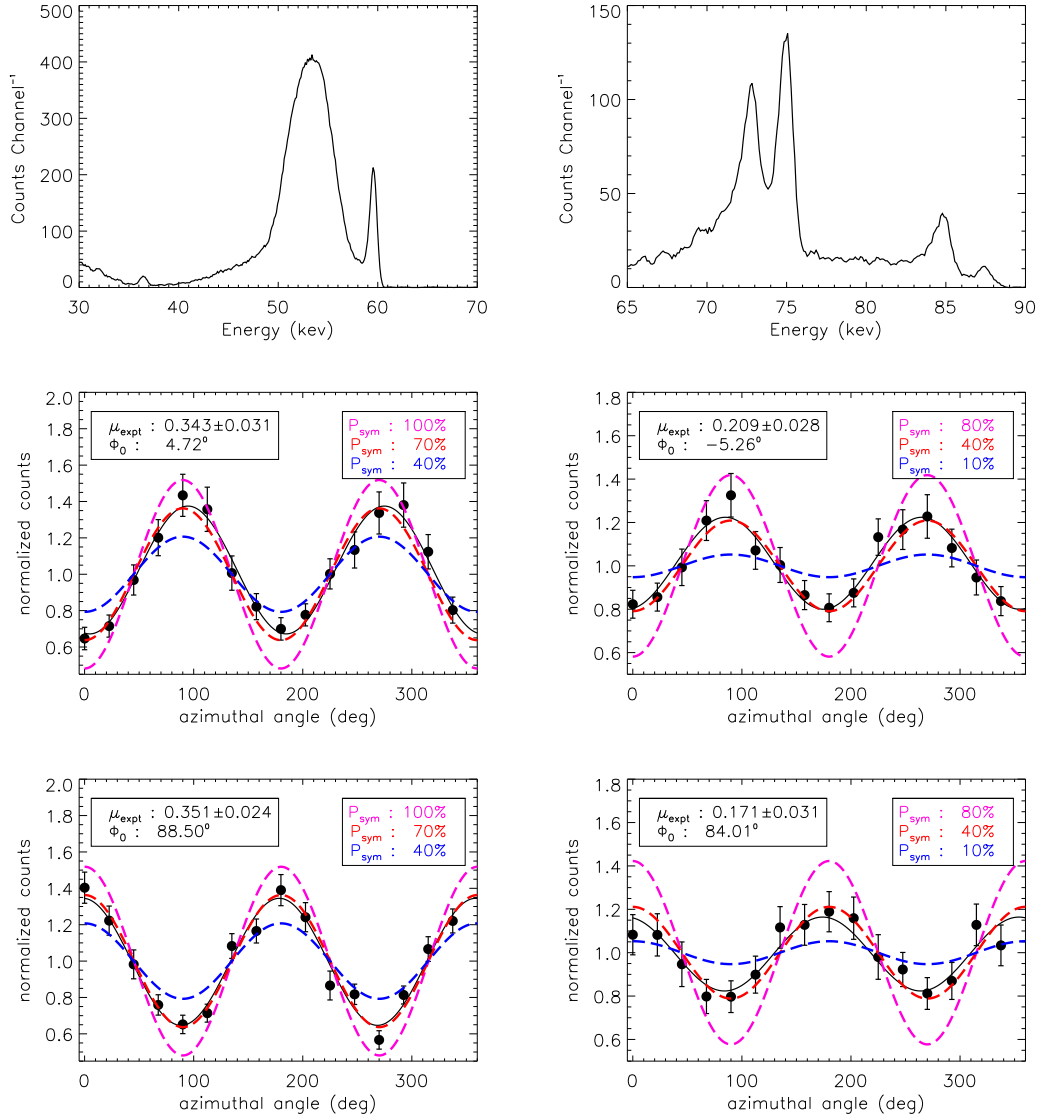 500
400
300
200
100
0
Counts Channel⁻¹
30 40 50 60 70
Energy (kev)
150
100
50
0
Counts Channel⁻¹
65 70 75 80 85 90
Energy (kev)
2.0
1.8
1.6
1.4
1.2
1.0
0.8
0.6
normalized counts
μexpt : 0.343±0.031
Φ0 : 4.72°
Psym : 100%
Psym : 70%
Psym : 40%
0 100 200 300
azimuthal angle (deg)
1.8
1.6
1.4
1.2
1.0
0.8
0.6
normalized counts
μexpt : 0.209±0.028
Φ0 : −5.26°
Psym : 80%
Psym : 40%
Psym : 10%
0 100 200 300
azimuthal angle (deg)
2.0
1.8
1.6
1.4
1.2
1.0
0.8
0.6
normalized counts
μexpt : 0.351±0.024
Φ0 : 88.50°
Psym : 100%
Psym : 70%
Psym : 40%
0 100 200 300
azimuthal angle (deg)
1.8
1.6
1.4
1.2
1.0
0.8
0.6
normalized counts
μexpt : 0.171±0.031
Φ0 : 84.01°
Psym : 80%
Psym : 40%
Psym : 10%
0 100 200 300
azimuthal angle (deg)